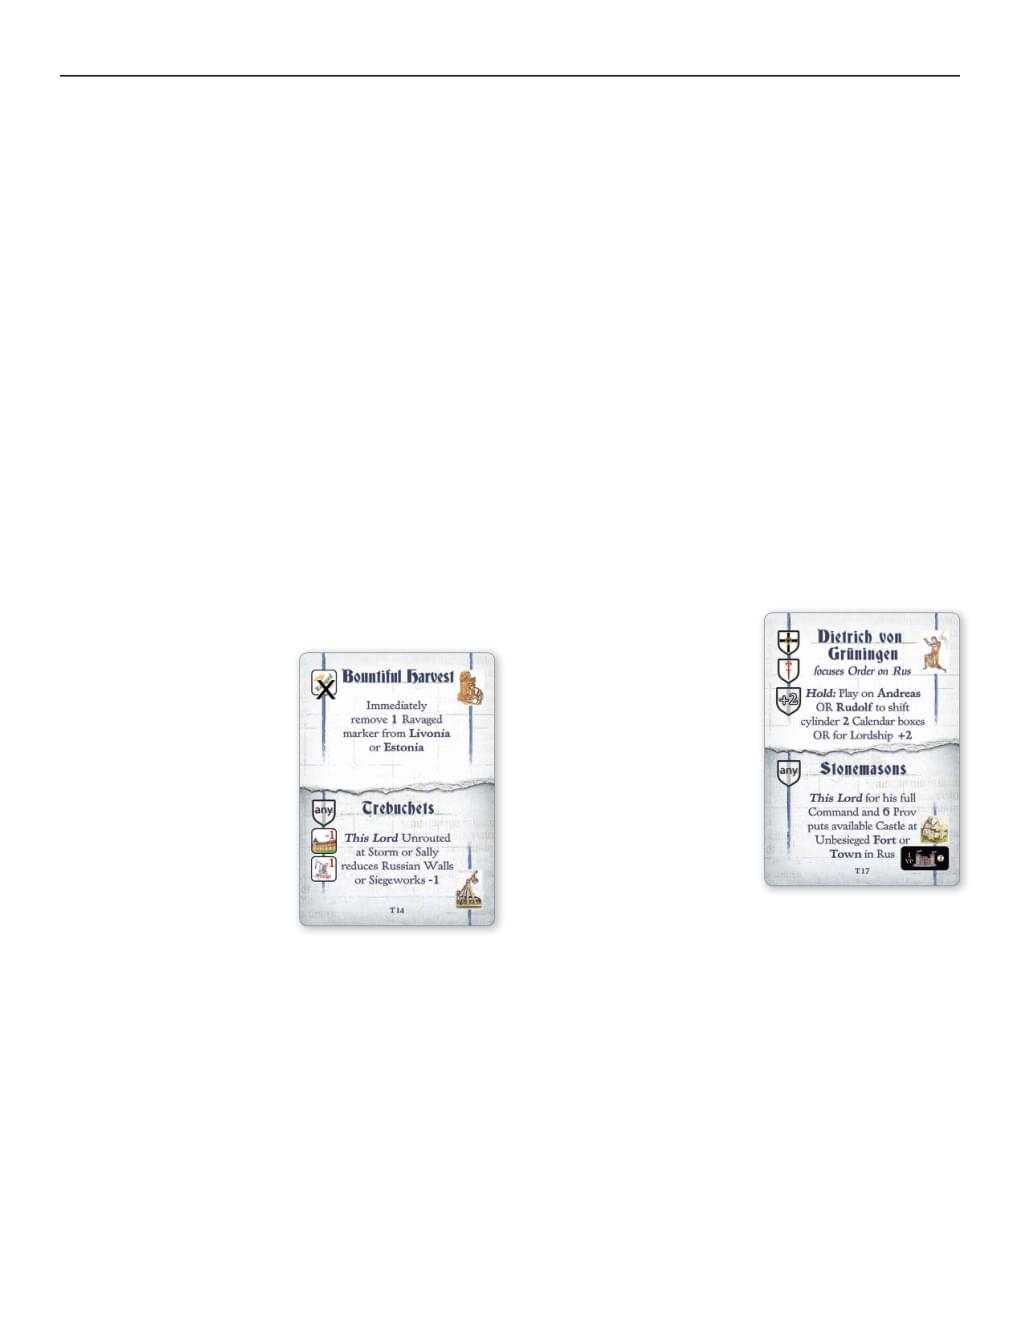 Bountiful Harvest
Immediately
remove 1 Ravaged
marker from Livonia
or Estonia
any
Trebuchets
-1
-1
This Lord Unrouted
at Storm or Sally
reduces Russian Walls
or Siegeworks -1
T14
Dietrich von
Grüningen
focuses Order on Rus
+2
Hold: Play on Andreas
OR Rudolf to shift
cylinder 2 Calendar boxes
OR for Lordship +2
any
Stonemasons
This Lord for his full
Command and 6 Prov
puts available Castle at
Unbesieged Fort or
Town in Rus
1
VP
2
T17